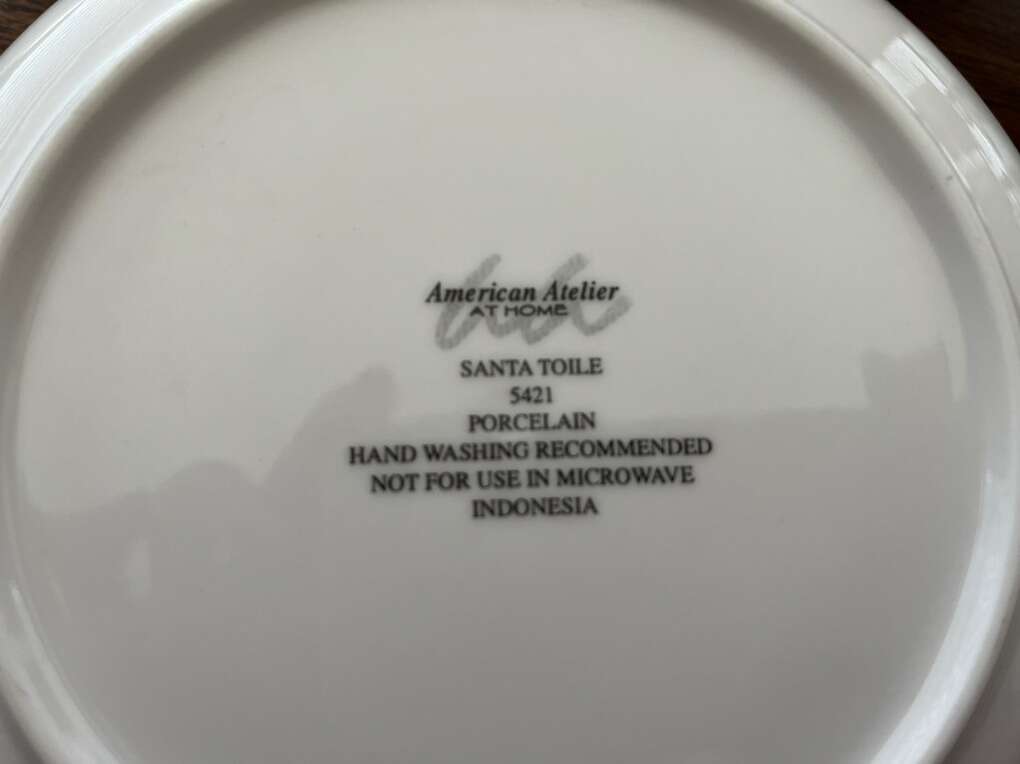 American Atelier
AT HOME
SANTA TOILE
5421
PORCELAIN
HAND WASHING RECOMMENDED
NOT FOR USE IN MICROWAVE
INDONESIA